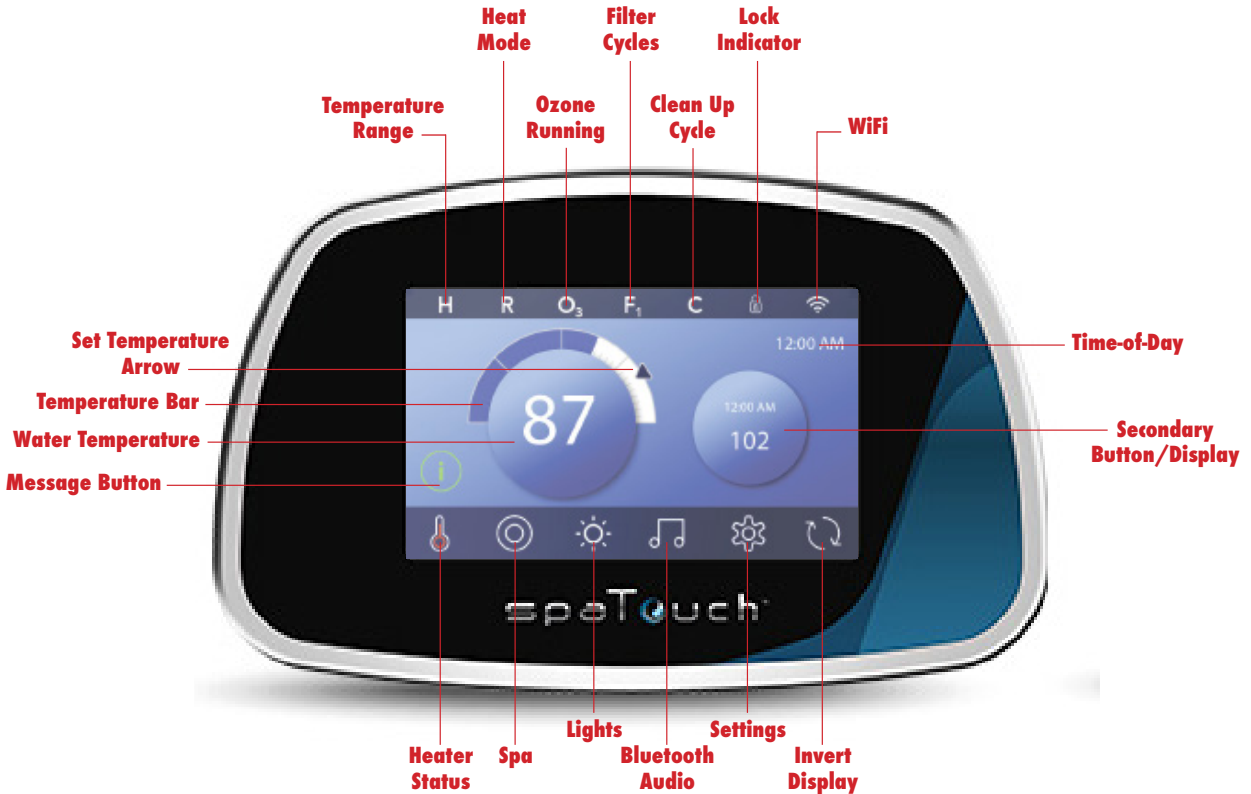 Heat
Mode
Filter
Cycles
Lock
Indicator
Temperature
Range
Ozone
Running
Clean Up
Cycle
WiFi
H R O₃ F₁ C
Set Temperature
Arrow
12:00 AM
Time-of-Day
Temperature Bar
87
12:00 AM
102
Water Temperature
Secondary
Button/Display
Message Button
i
spaTouch™
Heater
Status
Spa
Lights
Bluetooth
Audio
Settings
Invert
Display